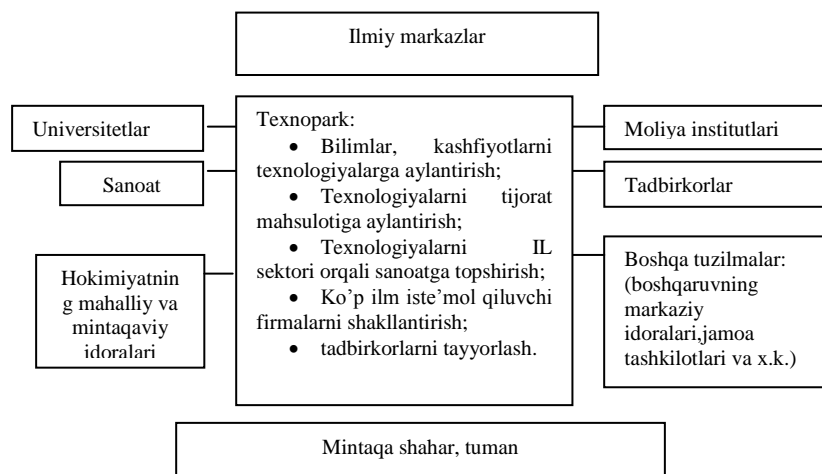 Ilmiy markazlar
Universitetlar
Sanoat
Hokimiyatnin
g mahalliy va
mintaqaviy
idoralari
Texnopark:
• Bilimlar, kashfiyotlarni
texnologiyalarga aylantirish;
• Texnologiyalarni tijorat
mahsulotiga aylantirish;
• Texnologiyalarni IL
sektori orqali sanoatga topshirish;
• Ko’p ilm iste’mol qiluvchi
firmalarni shakllantirish;
• tadbirkorlarni tayyorlash.
Moliya institutlari
Tadbirkorlar
Boshqa tuzilmalar:
(boshqaruvning
markaziy
idoralari,jamoa
tashkilotlari va x.k.)
Mintaqa shahar, tuman